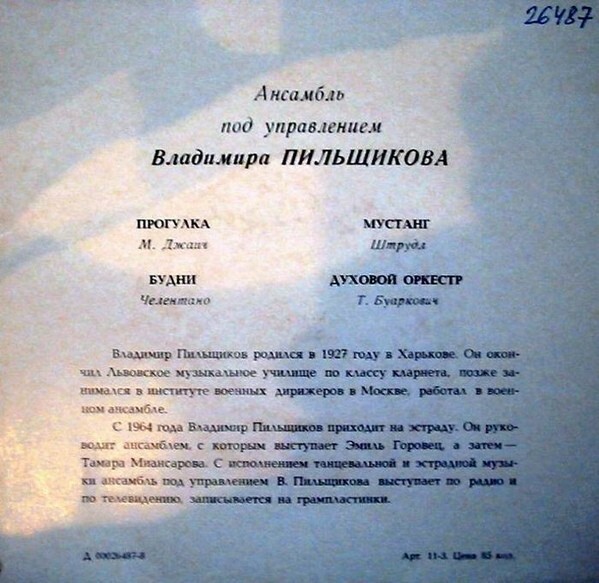 26487
Ансамбль
под управлением
Владимира ПИЛЬЩИКОВА
ПРОГУЛКА
М. Джаич
МУСТАНГ
Штрудл
БУДНИ
Челентано
ДУХОВОЙ ОРКЕСТР
Т. Буаркович
Владимир Пильщиков родился в 1927 году в Харькове. Он окон-
чил Львовское музыкальное училище по классу кларнета, позже за-
нимался в институте военных дирижеров в Москве, работал в воен-
ном ансамбле.
С 1964 года Владимир Пильщиков приходит на эстраду. Он руко-
водит ансамблем, с которым выступает Эмиль Горовец, а затем —
Тамара Миансарова. С исполнением танцевальной и эстрадной музы-
ки ансамбль под управлением В. Пильщикова выступает по радио и
по телевидению, записывается на грампластинки.
Д 00026487-8
Арт. 11-3. Цена 85 коп.